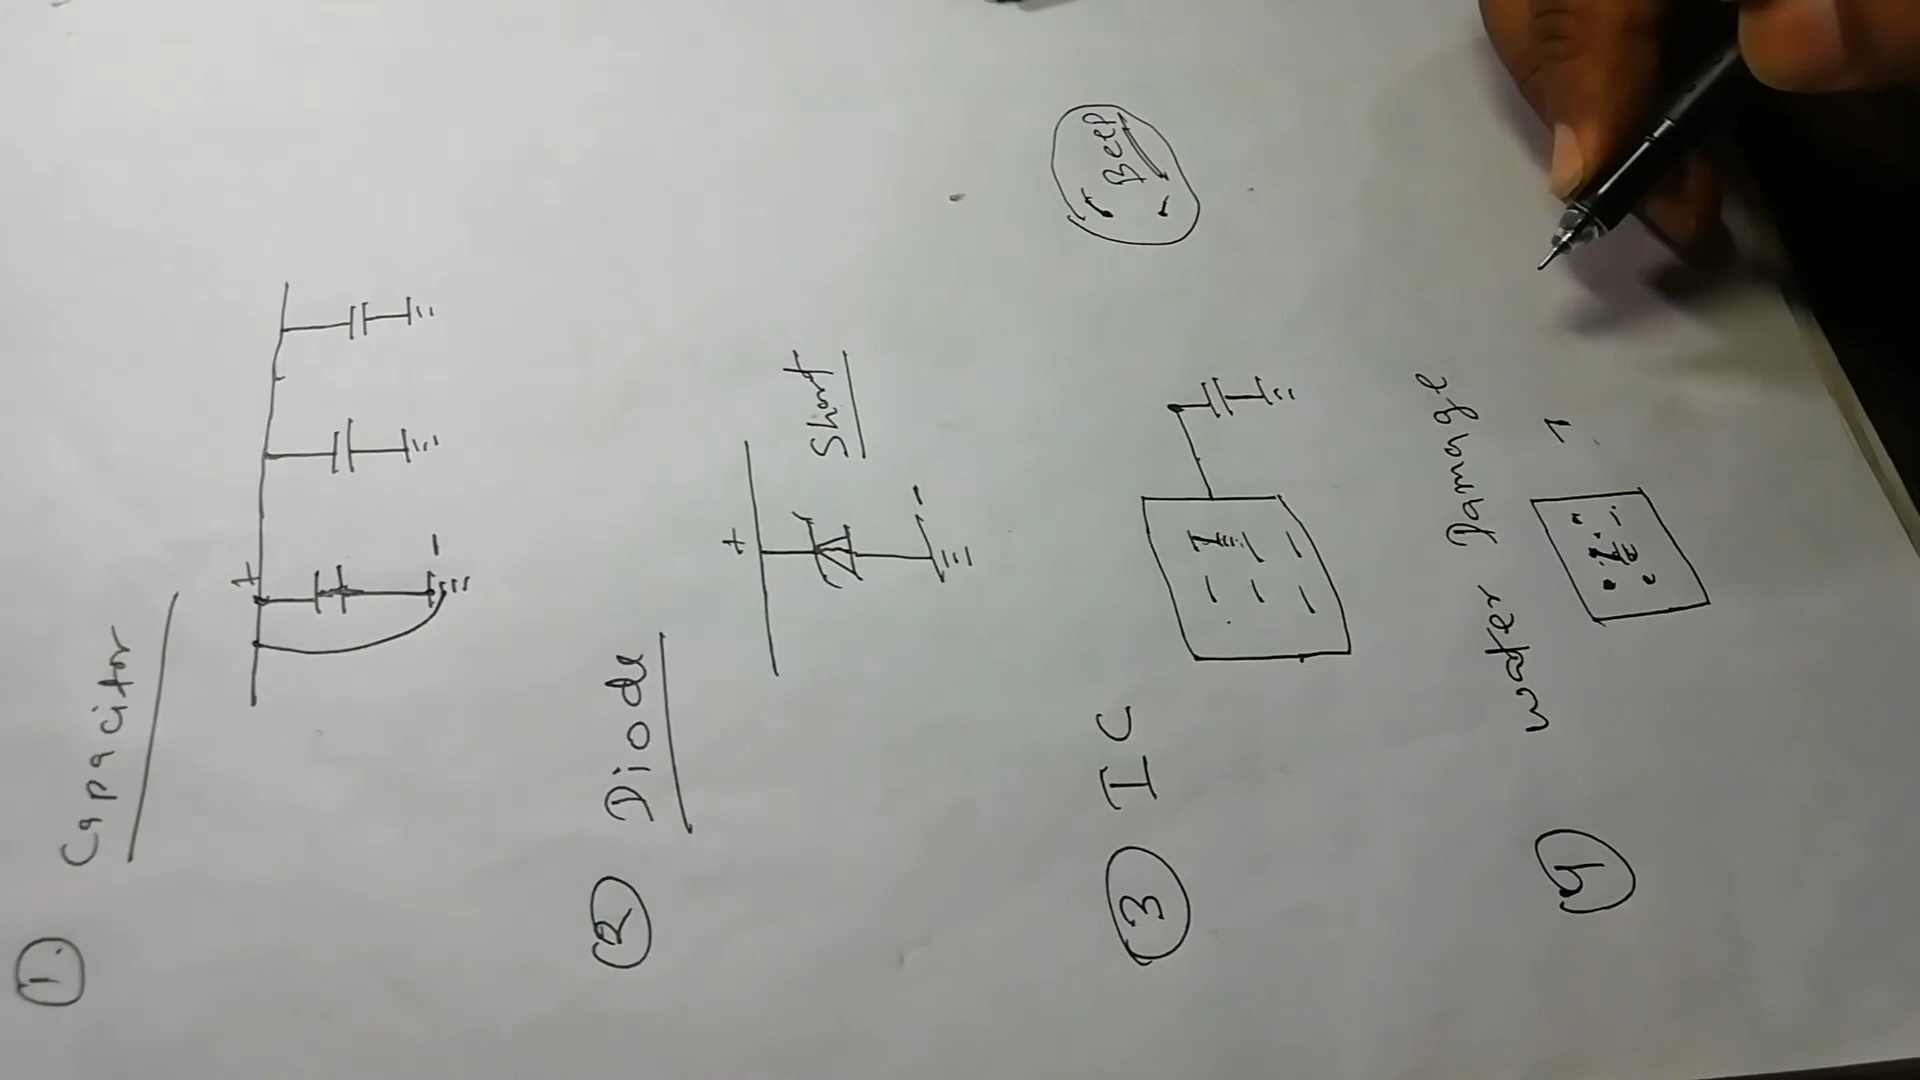 1. Capacitor
+
-
2 Diode
+
-
Short
3 IC
(Beep)
4 water Damage